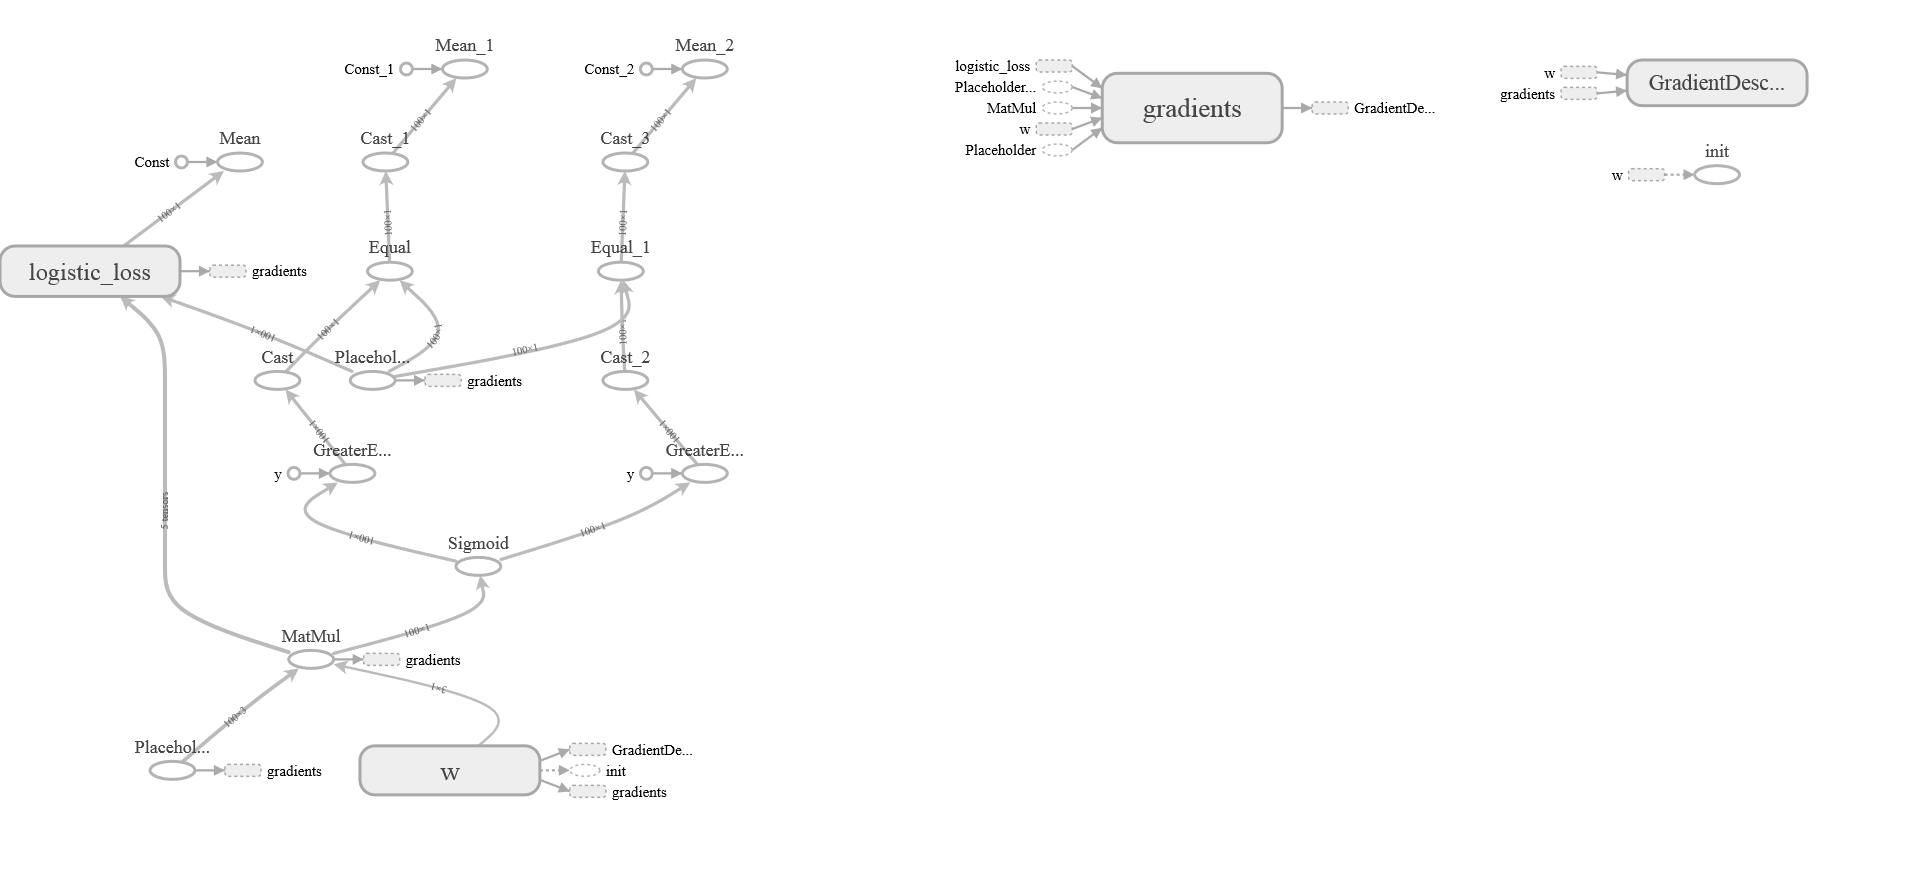 Mean_1
Const_1
Mean_2
Const_2
100×1
100×1
Cast_1
Cast_3
Mean
Const
100×1
100×1
100×1
Equal
Equal_1
logistic_loss
gradients
100×1
100×1
100×1
100×1
100×1
Cast
Placehol...
Cast_2
gradients
100×1
100×1
GreaterE...
y
GreaterE...
y
5 tensors
100×1
100×1
Sigmoid
100×1
MatMul
gradients
3×1
100×3
Placehol...
gradients
w
GradientDe...
init
gradients
logistic_loss
Placeholder...
MatMul
w
Placeholder
gradients
GradientDe...
w
gradients
GradientDesc...
init
w